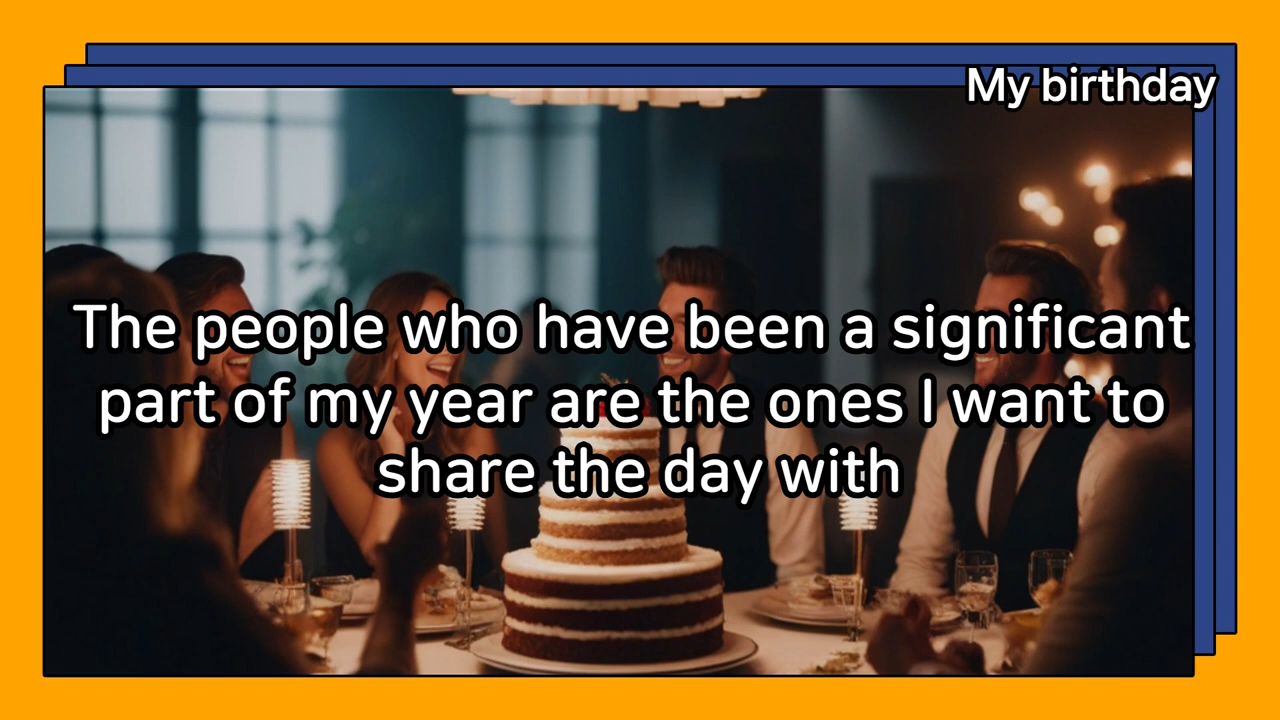 My birthday
The people who have been a significant
part of my year are the ones I want to
share the day with